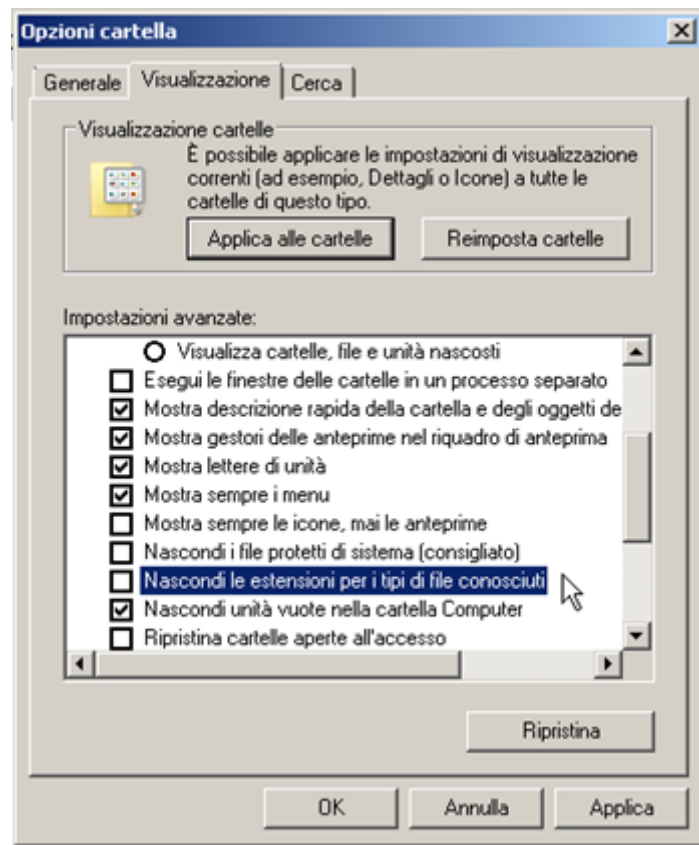 Opzioni cartella
Generale
Visualizzazione
Cerca
Visualizzazione cartelle
È possibile applicare le impostazioni di visualizzazione
correnti (ad esempio, Dettagli o Icone) a tutte le
cartelle di questo tipo.
Applica alle cartelle
Reimposta cartelle
Impostazioni avanzate:
Visualizza cartelle, file e unità nascosti
Esegui le finestre delle cartelle in un processo separato
Mostra descrizione rapida della cartella e degli oggetti de
Mostra gestori delle anteprime nel riquadro di anteprima
Mostra lettere di unità
Mostra sempre i menu
Mostra sempre le icone, mai le anteprime
Nascondi i file protetti di sistema (consigliato)
Nascondi le estensioni per i tipi di file conosciuti
Nascondi unità vuote nella cartella Computer
Ripristina cartelle aperte all'accesso
Ripristina
OK
Annulla
Applica